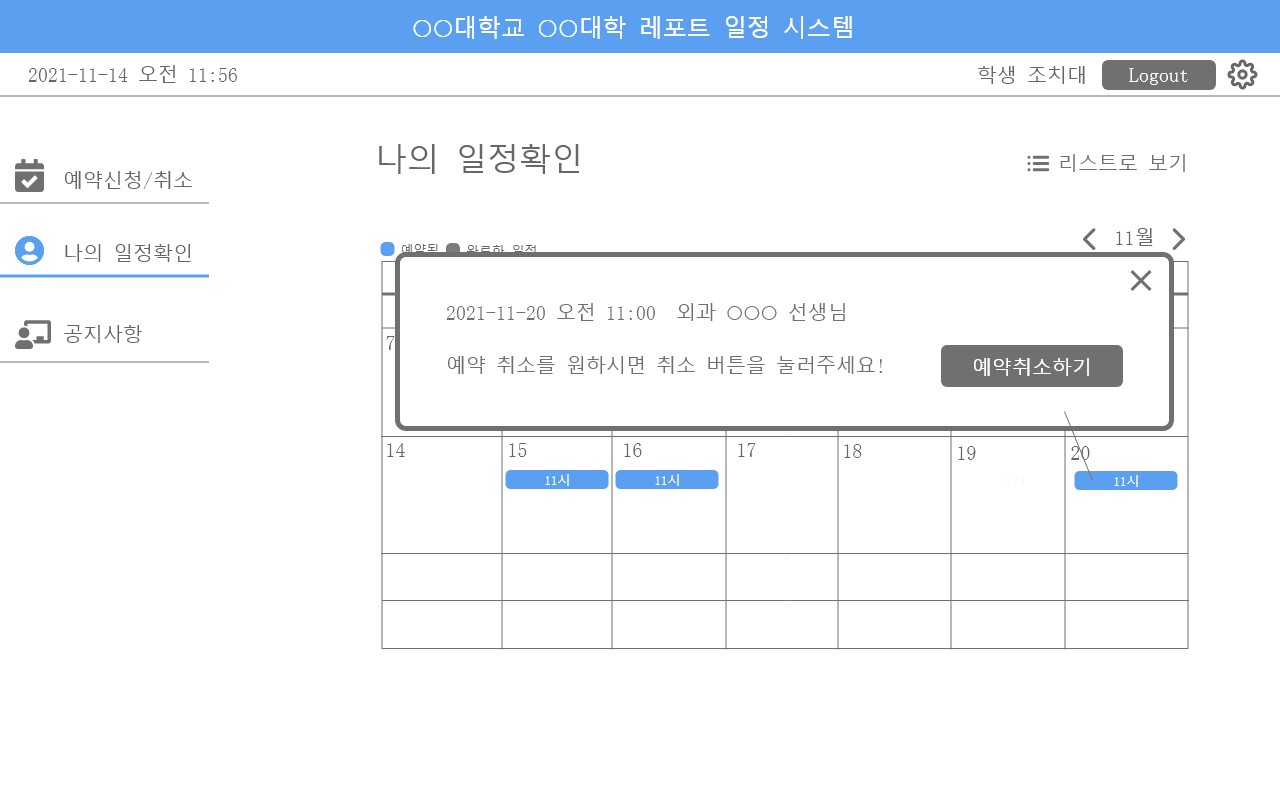 ○○대학교 ○○대학 레포트 일정 시스템
2021-11-14 오전 11:56
학생 조치대
Logout
예약신청/취소
나의 일정확인
공지사항
나의 일정확인
리스트로 보기
예약됨
완료한 일정
11월
2021-11-20 오전 11:00 외과 ○○○ 선생님
예약 취소를 원하시면 취소 버튼을 눌러주세요!
예약취소하기
7
14
15
16
17
18
19
20
11시
11시
11시